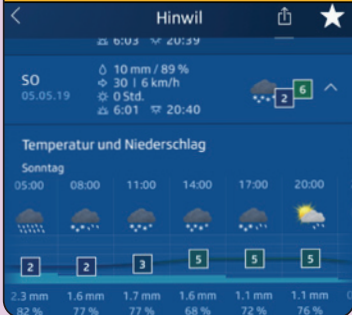 Hinwil
6:03 20:39
SO
05.05.19
10 mm / 89 %
30 | 6 km/h
0 Std.
6:01 20:40
2 6
Temperatur und Niederschlag
Sonntag
05:00 08:00 11:00 14:00 17:00 20:00
2 2 3 5 5 5
2.3 mm 1.6 mm 1.7 mm 1.6 mm 1.1 mm 1.1 mm
82 % 77 % 77 % 68 % 72 % 76 %